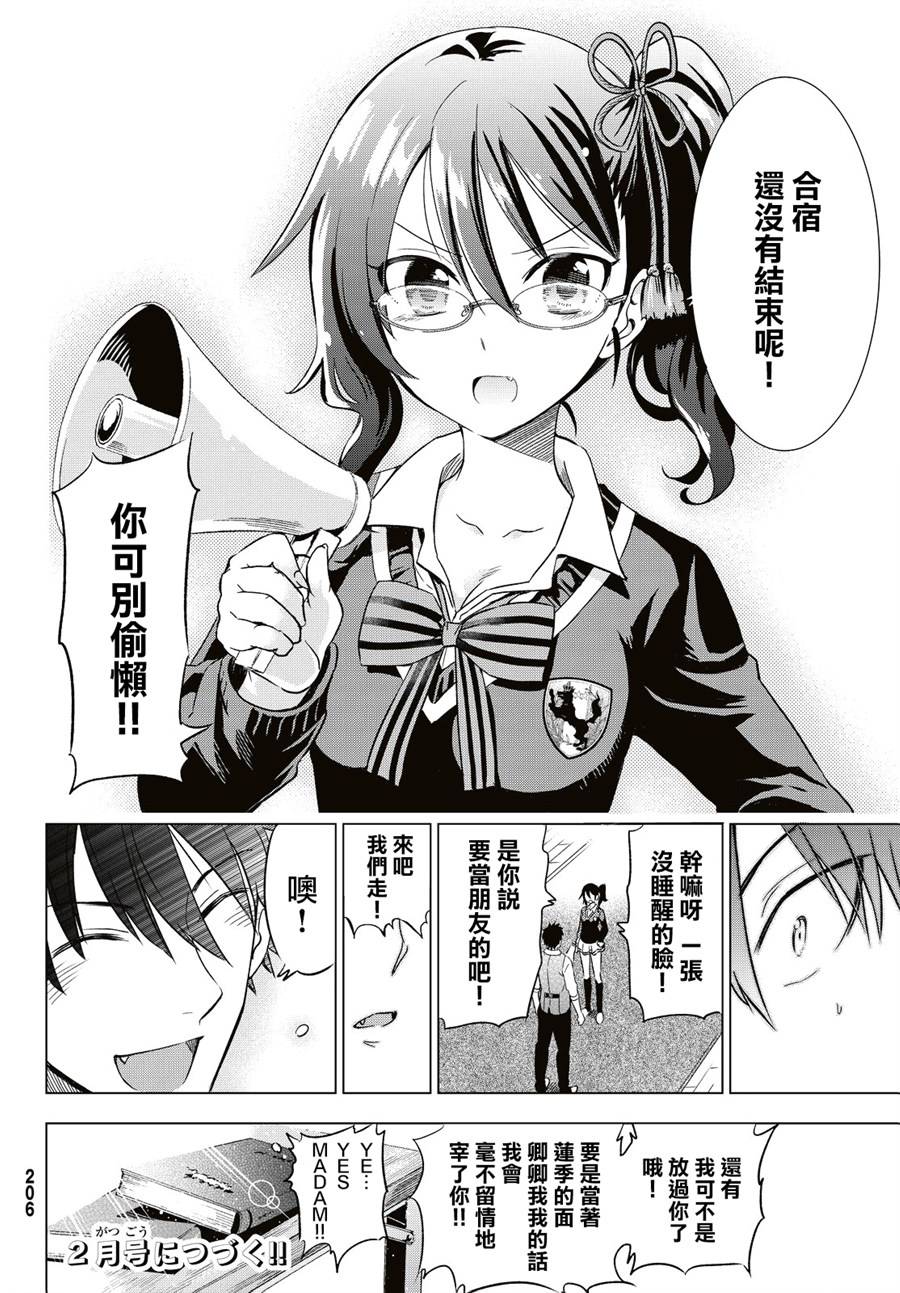 合宿
還沒有結束呢！
你可別偷懶!!
幹嘛呀 一張
沒睡醒的臉！
是你說
要當朋友的吧！
來吧
我們走！
噢！
還有
我可不是
放過你了
哦！
要是當著
蓮季的面
卿卿我我的話
我會
毫不留情地
宰了你!!
YE…
YES
MADAM!!
がつ ごう
2月号につづく!!
206